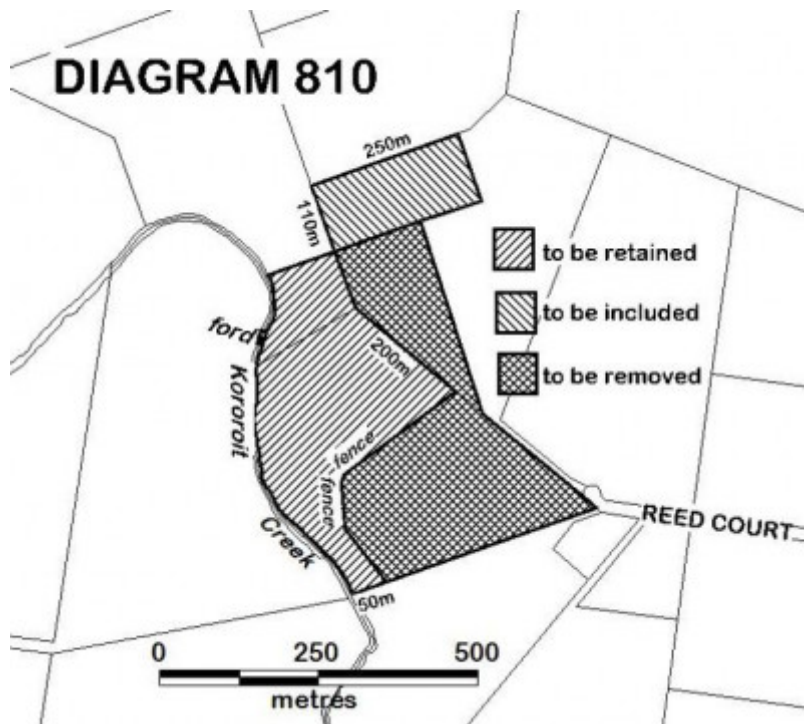 DIAGRAM 810
250m
110m
to be retained
to be included
to be removed
ford
200m
Kororoit
fence
fence
Creek
REED COURT
50m
0 250 500
metres